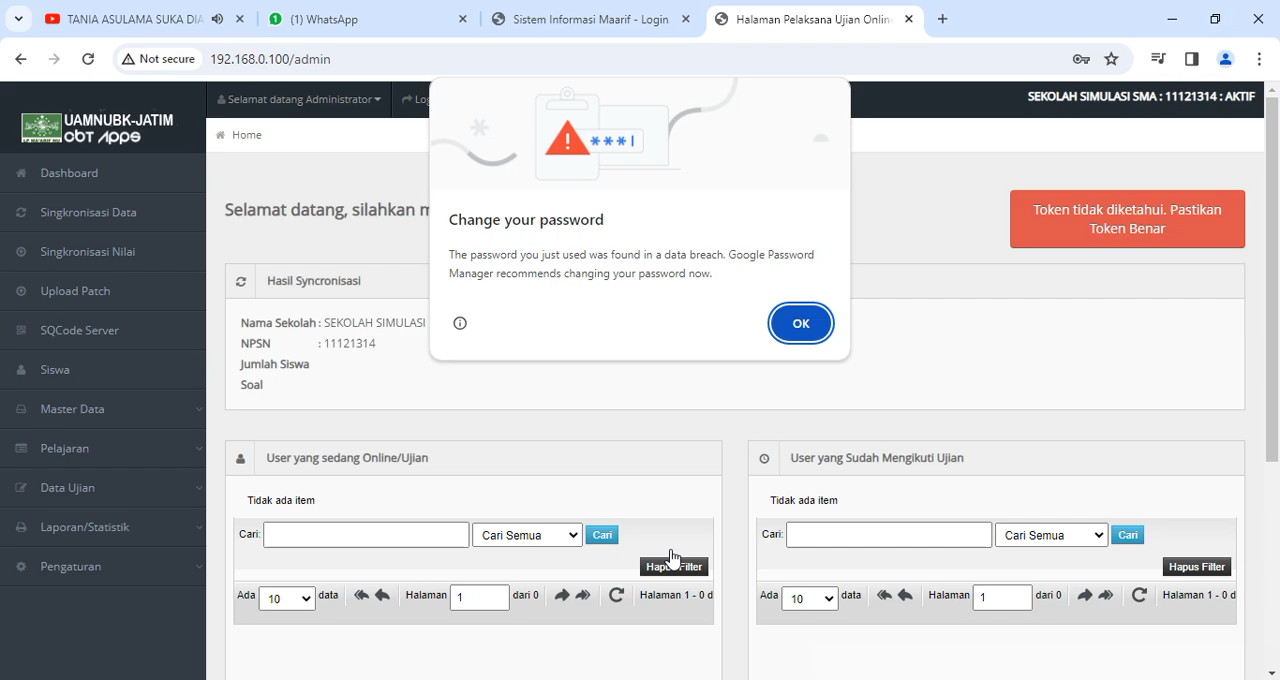 TANIA ASULAMA SUKA DIA
(1) WhatsApp
Sistem Informasi Maarif - Login
Halaman Pelaksana Ujian Onlin
Not secure
192.168.0.100/admin
UAMNUBK-JATIM
CBT Apps
Selamat datang Administrator
Log
SEKOLAH SIMULASI SMA : 11121314 : AKTIF
Home
Dashboard
Singkronisasi Data
Singkronisasi Nilai
Upload Patch
SQCode Server
Siswa
Master Data
Pelajaran
Data Ujian
Laporan/Statistik
Pengaturan
Selamat datang, silahkan m
Token tidak diketahui. Pastikan
Token Benar
***
Change your password
The password you just used was found in a data breach. Google Password
Manager recommends changing your password now.
OK
Hasil Syncronisasi
Nama Sekolah : SEKOLAH SIMULASI
NPSN : 11121314
Jumlah Siswa
Soal
User yang sedang Online/Ujian
Tidak ada item
Cari:
Cari Semua
Cari
Hapus Filter
Ada 10 data Halaman 1 dari 0 Halaman 1 - 0 d
User yang Sudah Mengikuti Ujian
Tidak ada item
Cari:
Cari Semua
Cari
Hapus Filter
Ada 10 data Halaman 1 dari 0 Halaman 1 - 0 d